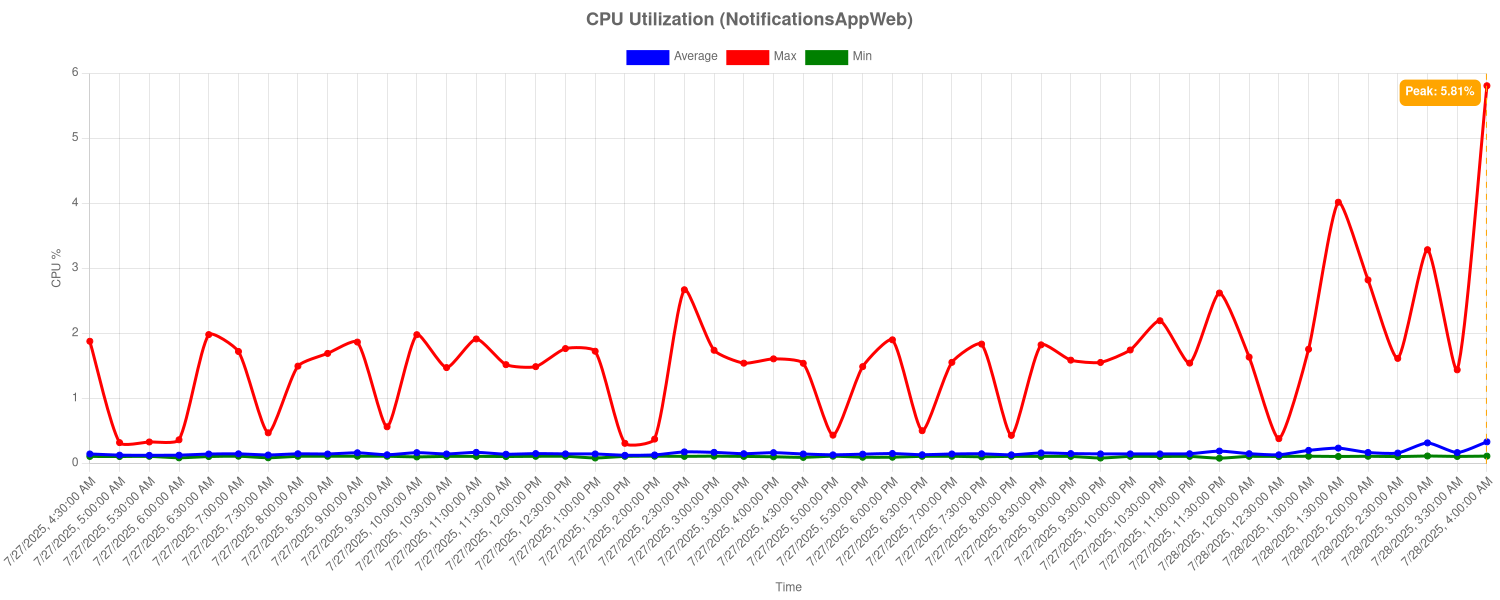 CPU Utilization (NotificationsAppWeb)
Average Max Min
Peak: 5.81%
6
5
4
3
2
1
0
CPU %
7/27/2025, 4:30:00 AM
7/27/2025, 5:00:00 AM
7/27/2025, 5:30:00 AM
7/27/2025, 6:00:00 AM
7/27/2025, 6:30:00 AM
7/27/2025, 7:00:00 AM
7/27/2025, 7:30:00 AM
7/27/2025, 8:00:00 AM
7/27/2025, 8:30:00 AM
7/27/2025, 9:00:00 AM
7/27/2025, 9:30:00 AM
7/27/2025, 10:00:00 AM
7/27/2025, 10:30:00 AM
7/27/2025, 11:00:00 AM
7/27/2025, 11:30:00 AM
7/27/2025, 12:00:00 PM
7/27/2025, 12:30:00 PM
7/27/2025, 1:00:00 PM
7/27/2025, 1:30:00 PM
7/27/2025, 2:00:00 PM
7/27/2025, 2:30:00 PM
7/27/2025, 3:00:00 PM
7/27/2025, 3:30:00 PM
7/27/2025, 4:00:00 PM
7/27/2025, 4:30:00 PM
7/27/2025, 5:00:00 PM
7/27/2025, 5:30:00 PM
7/27/2025, 6:00:00 PM
7/27/2025, 6:30:00 PM
7/27/2025, 7:00:00 PM
7/27/2025, 7:30:00 PM
7/27/2025, 8:00:00 PM
7/27/2025, 8:30:00 PM
7/27/2025, 9:00:00 PM
7/27/2025, 9:30:00 PM
7/27/2025, 10:00:00 PM
7/27/2025, 10:30:00 PM
7/27/2025, 11:00:00 PM
7/27/2025, 11:30:00 PM
7/28/2025, 12:00:00 AM
7/28/2025, 12:30:00 AM
7/28/2025, 1:00:00 AM
7/28/2025, 1:30:00 AM
7/28/2025, 2:00:00 AM
7/28/2025, 2:30:00 AM
7/28/2025, 3:00:00 AM
7/28/2025, 3:30:00 AM
7/28/2025, 4:00:00 AM
Time